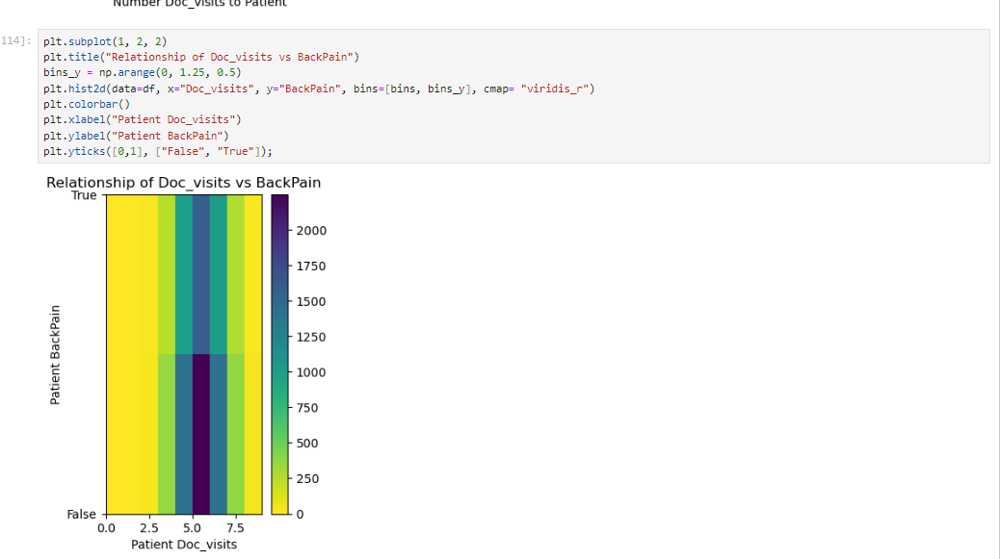 Number Doc_visits to Patient
114]:
plt.subplot(1, 2, 2)
plt.title("Relationship of Doc_visits vs BackPain")
bins_y = np.arange(0, 1.25, 0.5)
plt.hist2d(data=df, x="Doc_visits", y="BackPain", bins=[bins, bins_y], cmap= "viridis_r")
plt.colorbar()
plt.xlabel("Patient Doc_visits")
plt.ylabel("Patient BackPain")
plt.yticks([0,1], ["False", "True"]);
Relationship of Doc_visits vs BackPain
True
False
Patient BackPain
0.0 2.5 5.0 7.5
Patient Doc_visits
2000
1750
1500
1250
1000
750
500
250
0